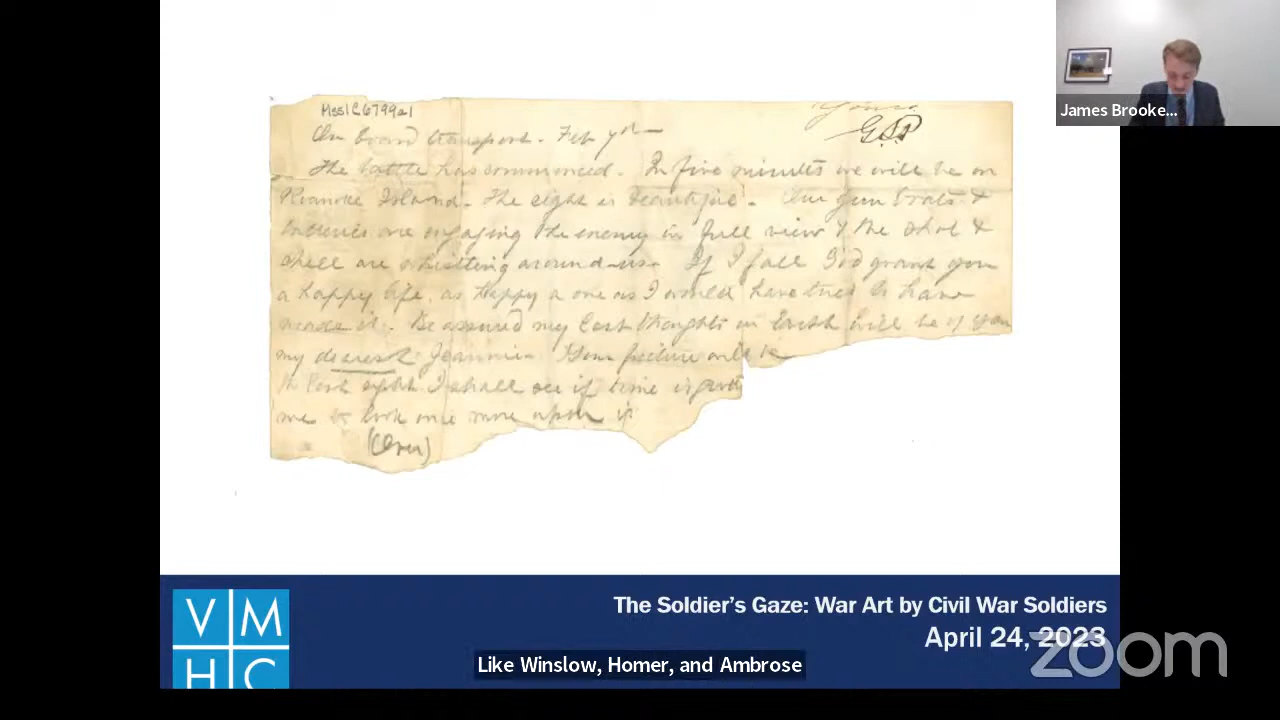 Mss1C6799a1
Yours.
On board transport. Feb 7th
The battle has commenced. In five minutes we will be on
Roanoke Island. The sight is beautiful. Our gun boats &
batteries are engaging the enemy in full view & the shot &
shell are whistling around us. If I fall God grant you
a happy life, as happy a one as I would have tried to have
made it. Be assured my last thoughts on Earth will be of you
my dearest Jeannie. Your picture will be
the last sight I shall see if time is
me to look once more upon it
(Over)
James Brooke...
VM
HC
The Soldier's Gaze: War Art by Civil War Soldiers
April 24, 2023
Like Winslow, Homer, and Ambrose
zoom